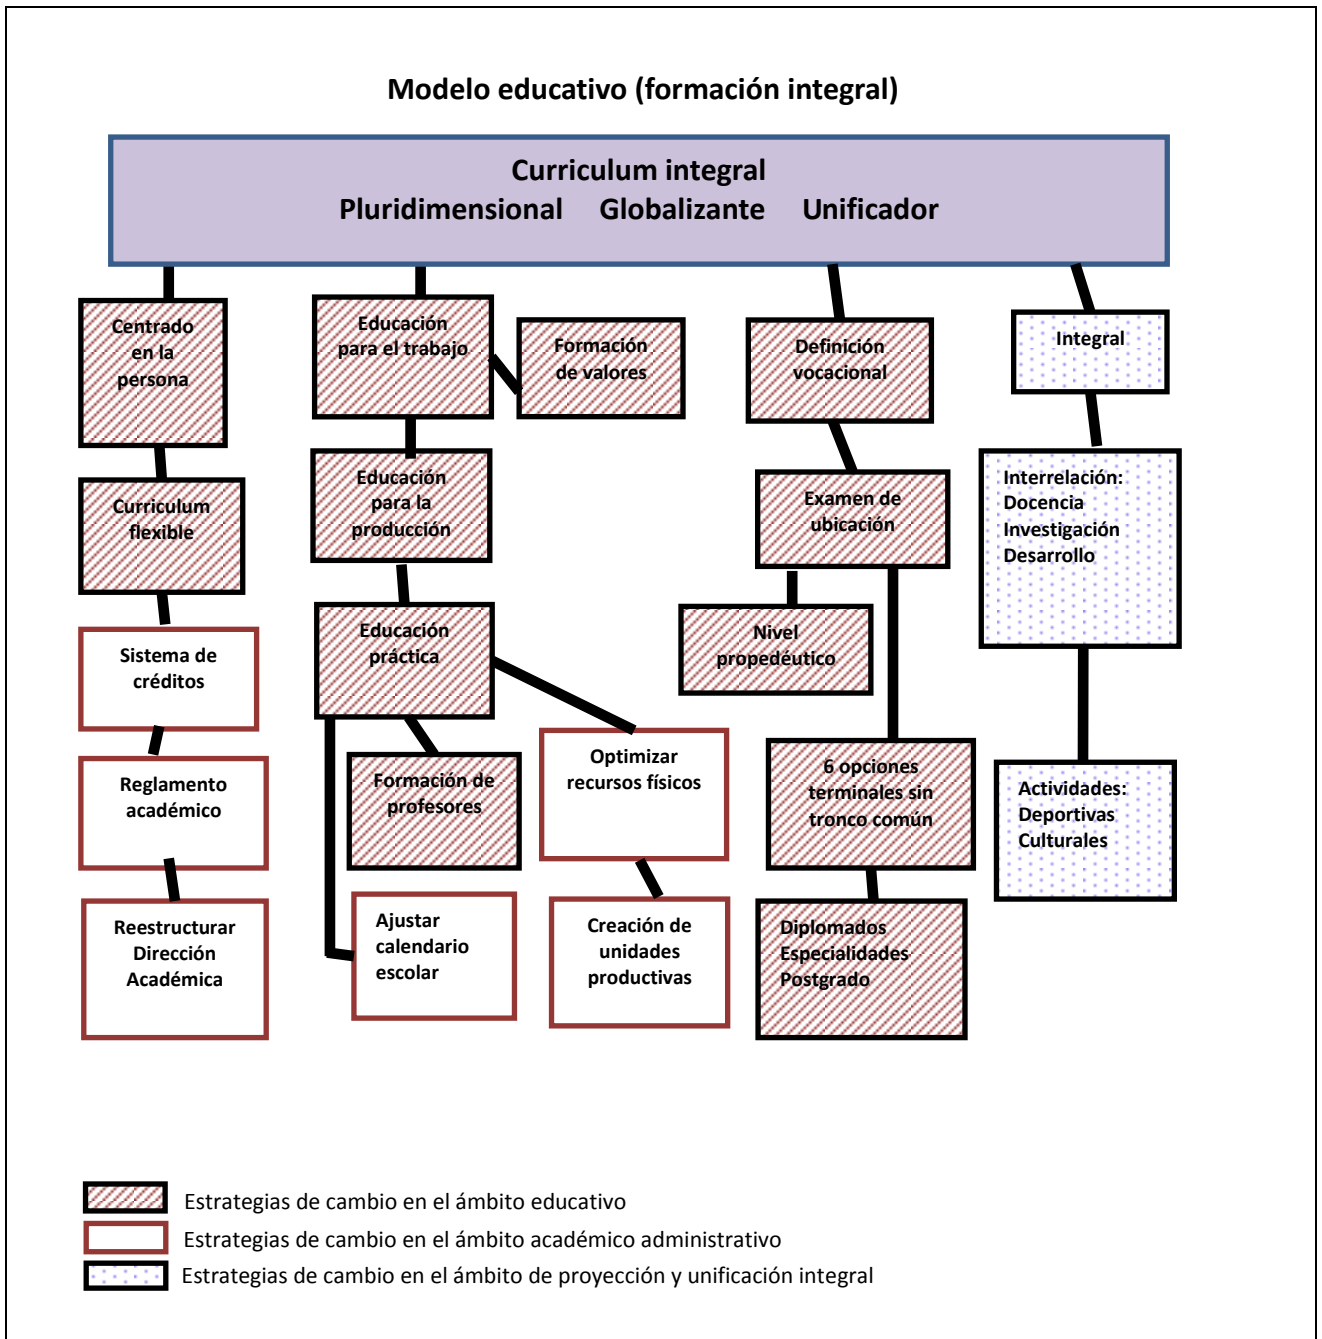 Modelo educativo (formación integral)
Curriculum integral
Pluridimensional Globalizante Unificador
Centrado
en la
persona
Curriculum
flexible
Sistema de
créditos
Reglamento
académico
Reestructurar
Dirección
Académica
Educación
para el trabajo
Formación
de valores
Educación
para la
producción
Educación
práctica
Formación de
profesores
Ajustar
calendario
escolar
Optimizar
recursos físicos
Creación de
unidades
productivas
Definición
vocacional
Examen de
ubicación
Nivel
propedéutico
6 opciones
terminales sin
tronco común
Diplomados
Especialidades
Postgrado
Integral
Interrelación:
Docencia
Investigación
Desarrollo
Actividades:
Deportivas
Culturales
Estrategias de cambio en el ámbito educativo
Estrategias de cambio en el ámbito académico administrativo
Estrategias de cambio en el ámbito de proyección y unificación integral